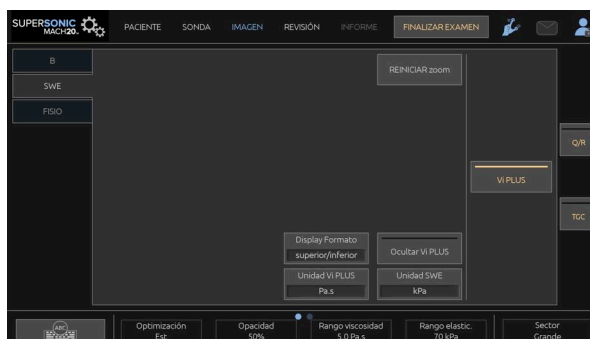 SUPERSONIC
MACH20.
PACIENTE SONDA IMAGEN REVISIÓN INFORME FINALIZAR EXAMEN
B
SWE
FISIO
REINICIAR zoom
Q/R
Vi PLUS
TGC
Display Formato
superior/inferior
Ocultar Vi PLUS
Unidad Vi PLUS
Pa.s
Unidad SWE
kPa
ABC
Optimización
Est
Opacidad
50%
Rango viscosidad
5.0 Pa.s
Rango elastic.
70 kPa
Sector
Grande